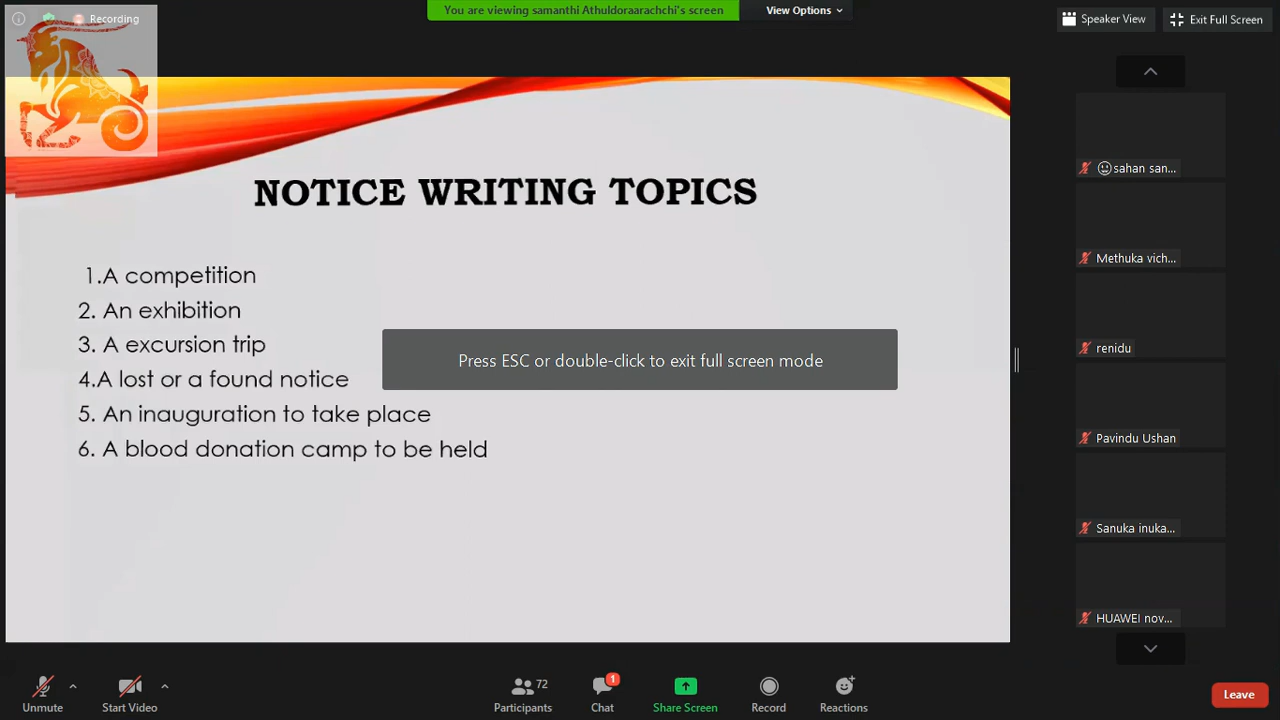 Recording
You are viewing samanthi Athuldoraarachchi's screen
View Options
Speaker View
Exit Full Screen
NOTICE WRITING TOPICS
1.A competition
2. An exhibition
3. A excursion trip
4.A lost or a found notice
5. An inauguration to take place
6. A blood donation camp to be held
Press ESC or double-click to exit full screen mode
sahan san...
Methuka vich...
renidu
Pavindu Ushan
Sanuka inuka...
HUAWEI nov...
Unmute
Start Video
Participants
72
Chat
1
Share Screen
Record
Reactions
Leave